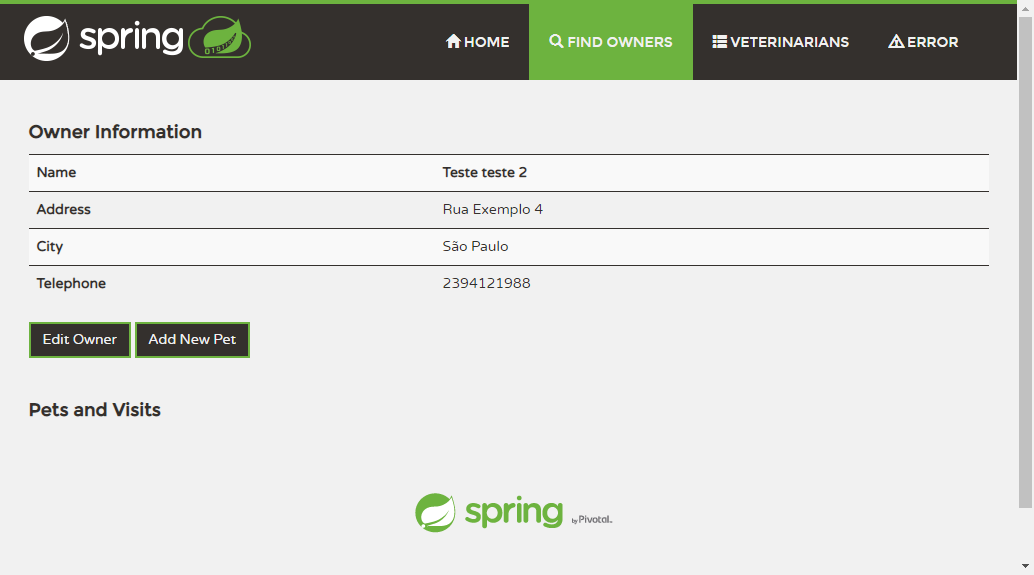 spring
HOME
FIND OWNERS
VETERINARIANS
ERROR
Owner Information
Name Teste teste 2
Address Rua Exemplo 4
City São Paulo
Telephone 2394121988
Edit Owner Add New Pet
Pets and Visits
spring by Pivotal.